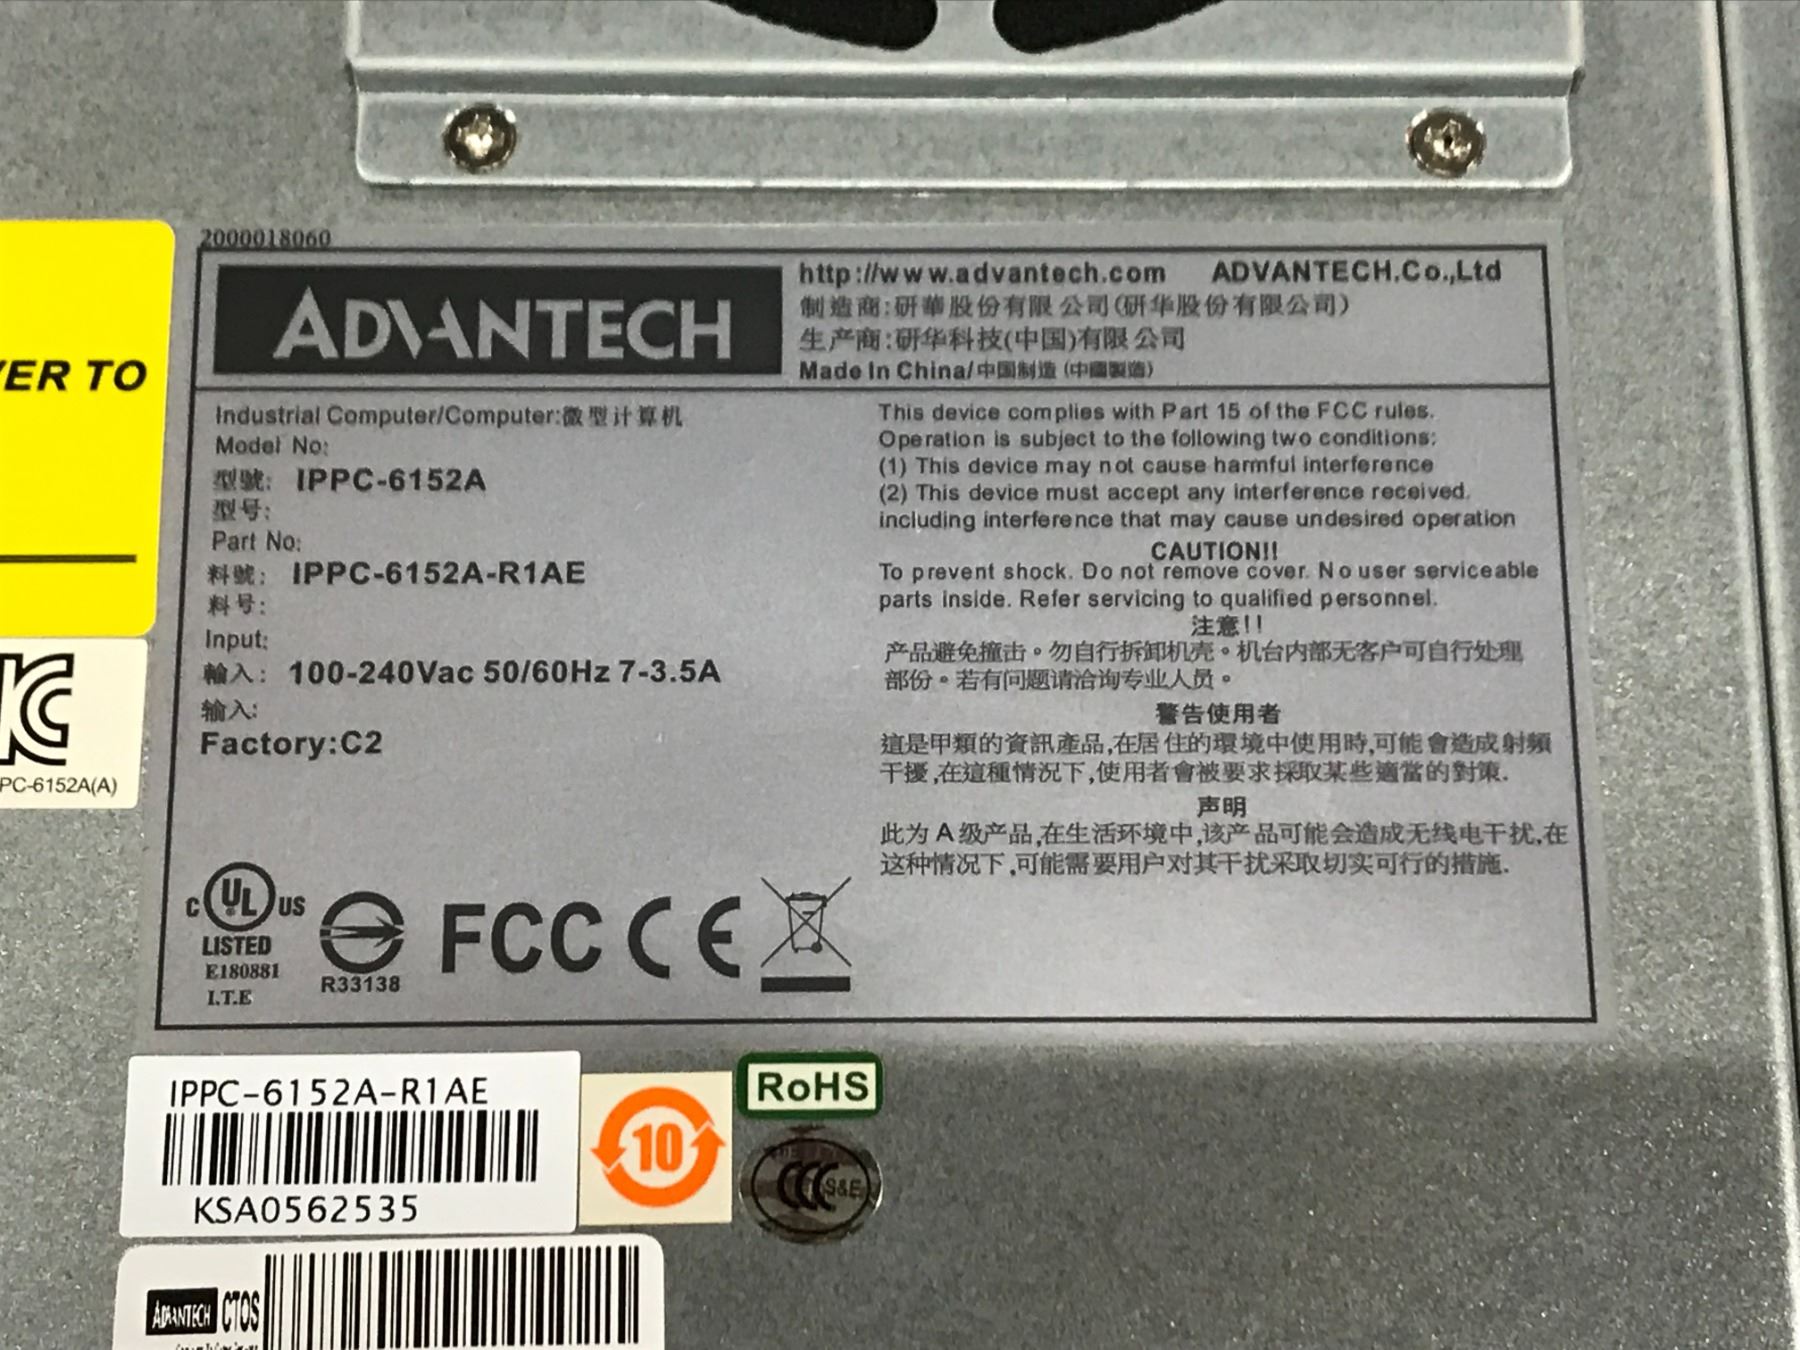 2000018060
ADVANTECH
http://www.advantech.com ADVANTECH.Co.,Ltd
制造商:研華股份有限公司(研华股份有限公司)
生产商:研华科技(中国)有限公司
Made In China/中国制造 (中國製造)
Industrial Computer/Computer:微型计算机
Model No:
型號: IPPC-6152A
型号:
Part No:
料號: IPPC-6152A-R1AE
料号:
Input:
輸入: 100-240Vac 50/60Hz 7-3.5A
输入:
Factory:C2
This device complies with Part 15 of the FCC rules.
Operation is subject to the following two conditions:
(1) This device may not cause harmful interference
(2) This device must accept any interference received.
including interference that may cause undesired operation
CAUTION!!
To prevent shock. Do not remove cover. No user serviceable
parts inside. Refer servicing to qualified personnel.
注意!!
产品避免撞击。勿自行拆卸机壳。机台内部无客户可自行处理
部份。若有问题请洽询专业人员。
警告使用者
這是甲類的資訊產品,在居住的環境中使用時,可能會造成射頻
干擾,在這種情況下,使用者會被要求採取某些適當的對策.
声明
此为 A 级产品,在生活环境中,该产品可能会造成无线电干扰,在
这种情况下,可能需要用户对其干扰采取切实可行的措施.
C UL US
LISTED
E180881
I.T.E
R33138
FCC CE
ER TO
PC-6152A(A)
IPPC-6152A-R1AE
KSA0562535
10
RoHS
CCC S&E
ADVANTECH CTOS